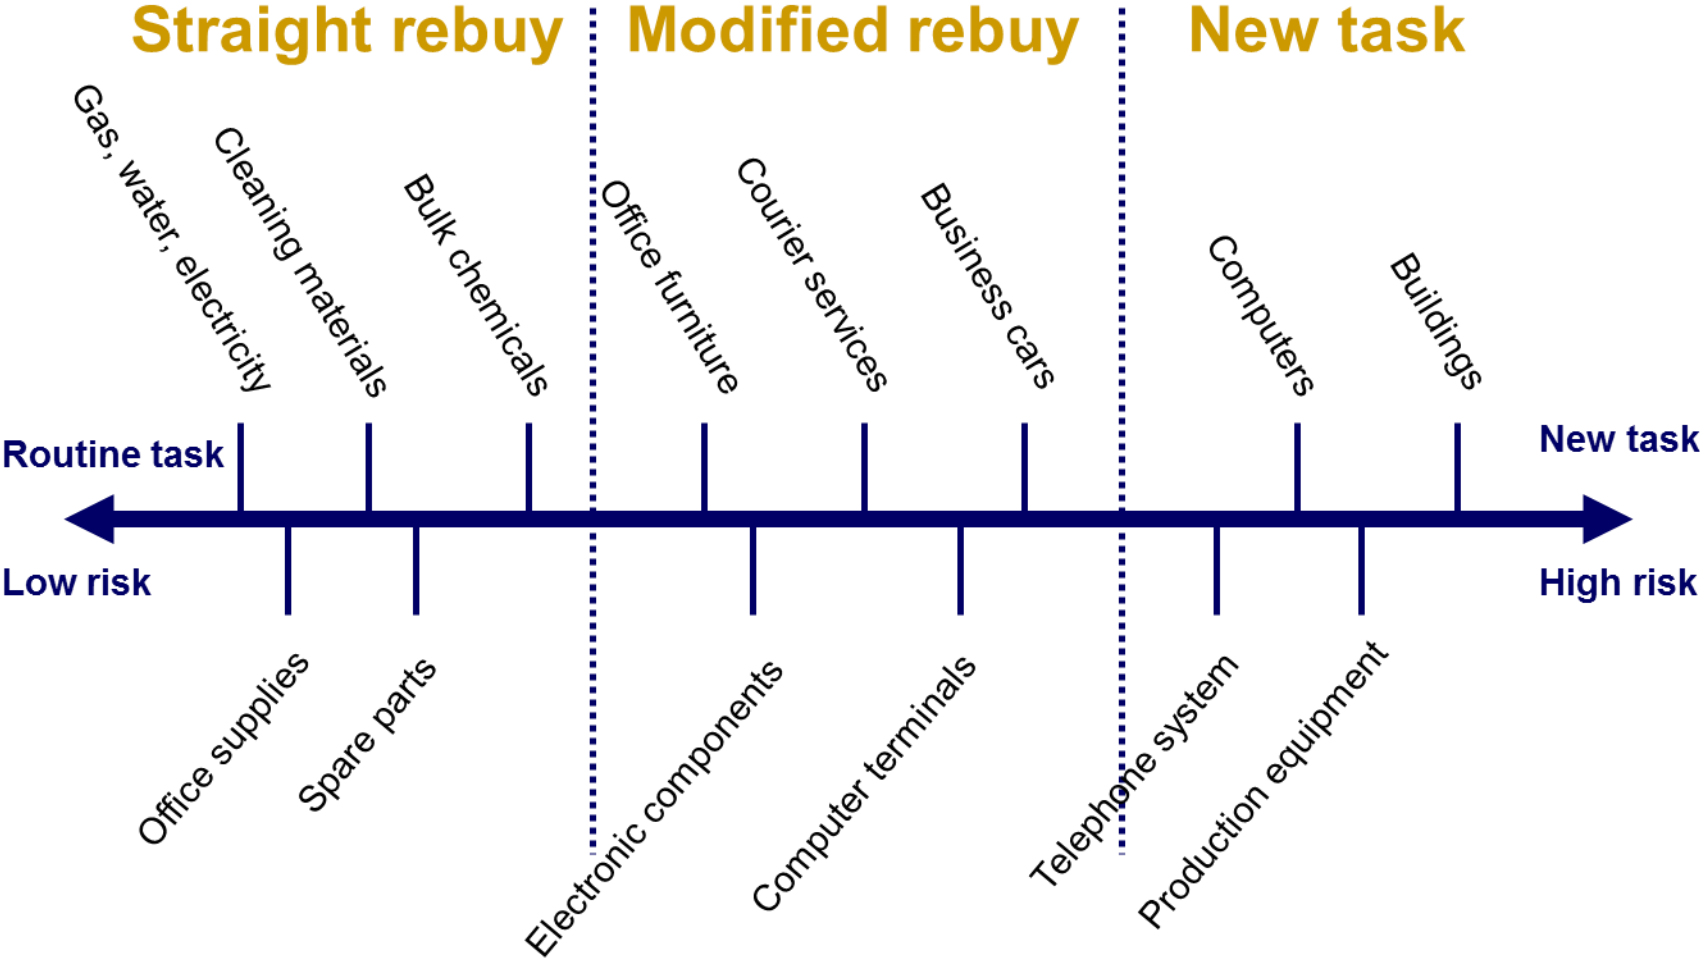 Straight rebuy
Modified rebuy
New task
Gas, water, electricity
Cleaning materials
Bulk chemicals
Office furniture
Courier services
Business cars
Computers
Buildings
Routine task
New task
Low risk
High risk
Office supplies
Spare parts
Electronic components
Computer terminals
Telephone system
Production equipment